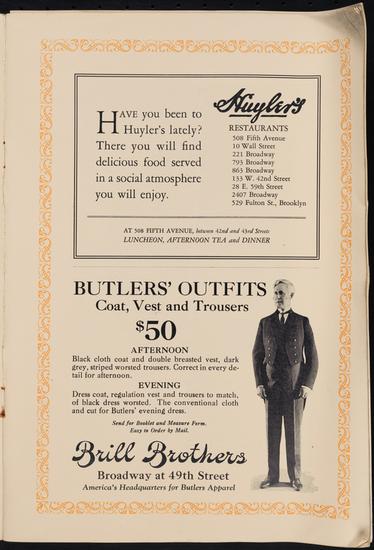 HAVE you been to
Huyler's lately?
There you will find
delicious food served
in a social atmosphere
you will enjoy.
Huyler's
RESTAURANTS
508 Fifth Avenue
10 Wall Street
221 Broadway
793 Broadway
863 Broadway
133 W. 42nd Street
28 E. 59th Street
2407 Broadway
529 Fulton St., Brooklyn
AT 508 FIFTH AVENUE, between 42nd and 43rd Streets
LUNCHEON, AFTERNOON TEA and DINNER
BUTLERS' OUTFITS
Coat, Vest and Trousers
$50
AFTERNOON
Black cloth coat and double breasted vest, dark
grey, striped worsted trousers. Correct in every de-
tail for afternoon.
EVENING
Dress coat, regulation vest and trousers to match,
of black dress worsted. The conventional cloth
and cut for Butlers' evening dress.
Send for Booklet and Measure Form.
Easy to Order by Mail.
Brill Brothers
Broadway at 49th Street
America's Headquarters for Butlers Apparel